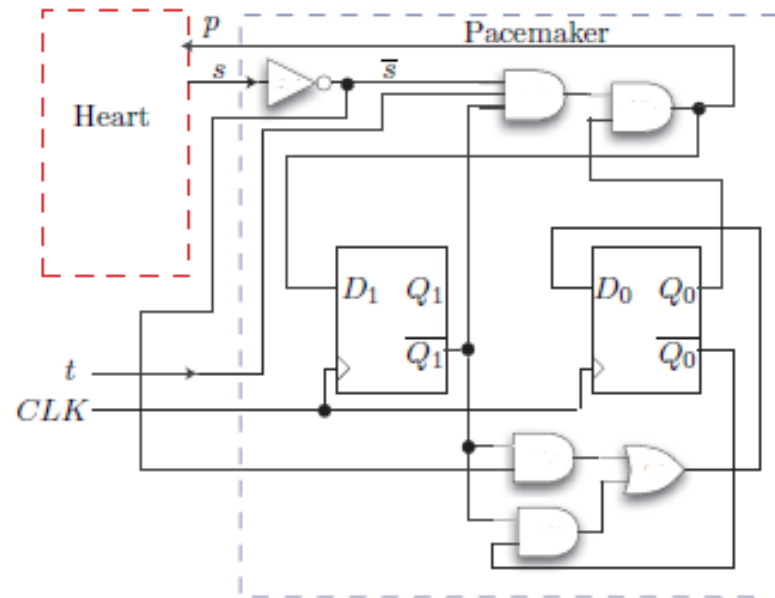 p
Pacemaker
s
s̅
Heart
D₁ Q₁
D₀ Q₀
Q̅₁
Q̅₀
t
CLK